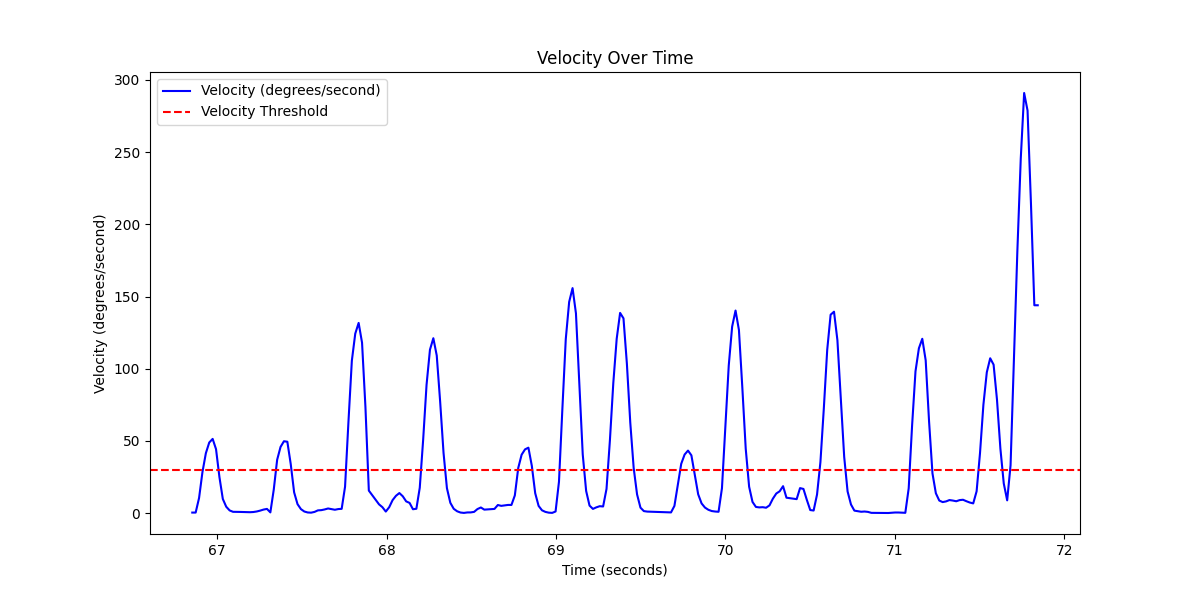 Velocity Over Time
Velocity (degrees/second)
Velocity Threshold
300
250
200
150
100
50
0
Velocity (degrees/second)
67
68
69
70
71
72
Time (seconds)